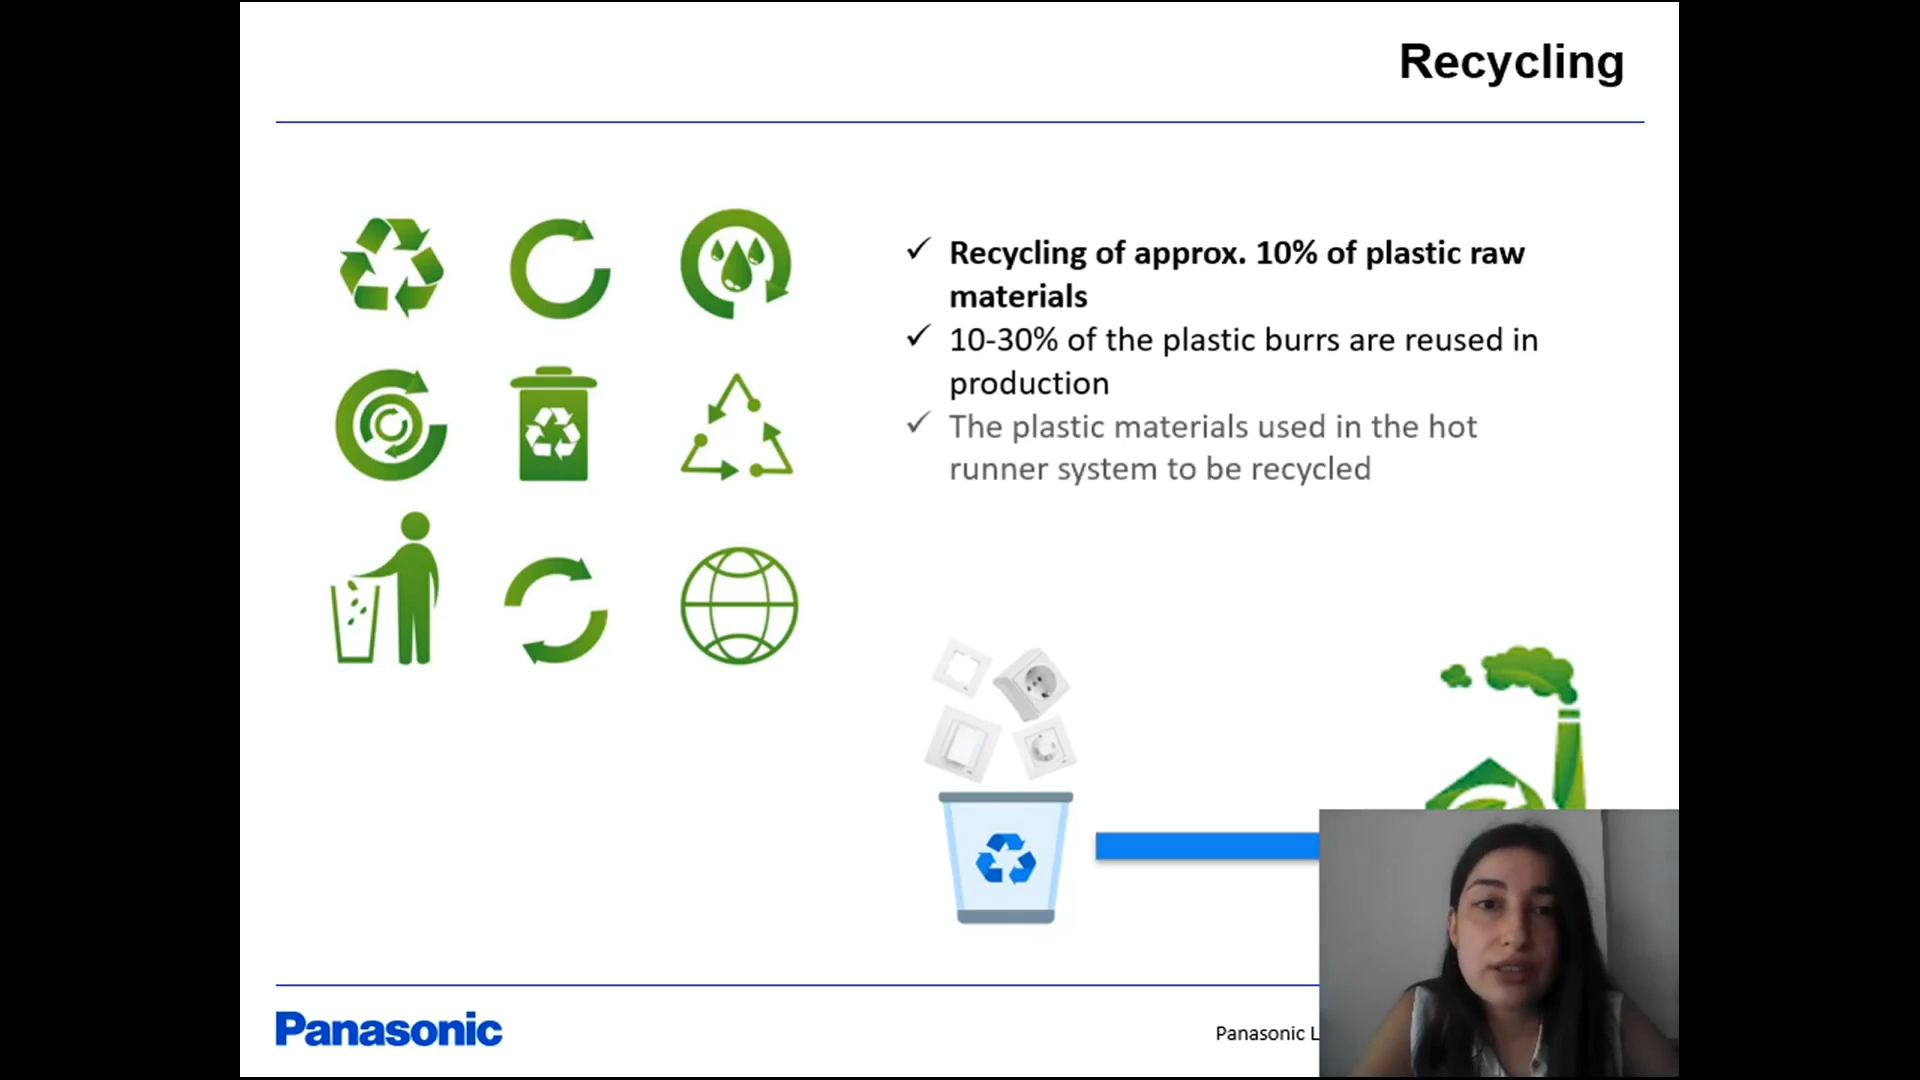 Recycling
✓ Recycling of approx. 10% of plastic raw
materials
✓ 10-30% of the plastic burrs are reused in
production
✓ The plastic materials used in the hot
runner system to be recycled
Panasonic
Panasonic L